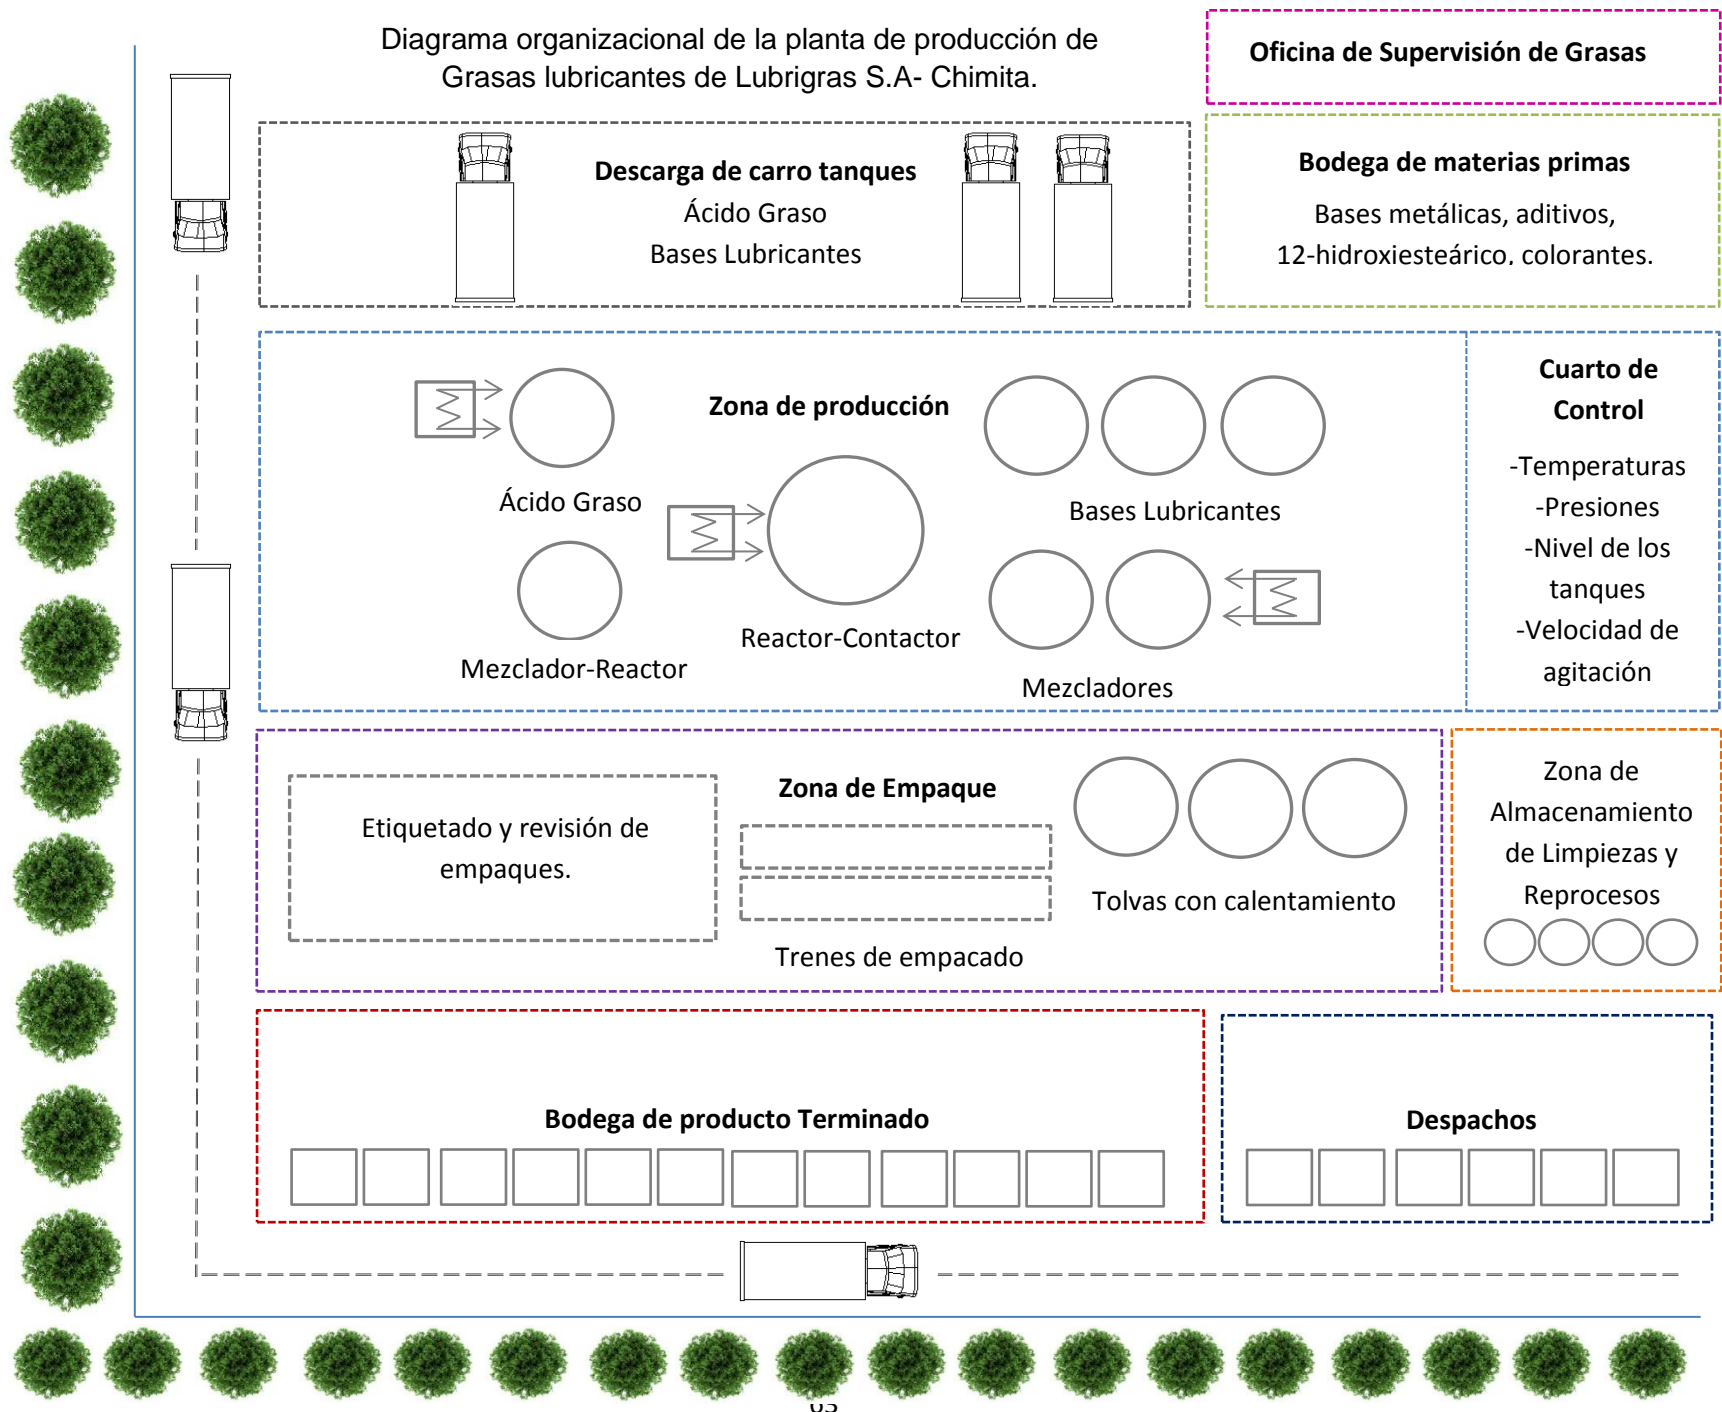 Diagrama organizacional de la planta de producción de
Grasas lubricantes de Lubrigras S.A- Chimita.
Oficina de Supervisión de Grasas
Descarga de carro tanques
Ácido Graso
Bases Lubricantes
Bodega de materias primas
Bases metálicas, aditivos,
12-hidroxiesteárico, colorantes.
Zona de producción
Ácido Graso
Bases Lubricantes
Reactor-Contactor
Mezclador-Reactor
Mezcladores
Cuarto de
Control
-Temperaturas
-Presiones
-Nivel de los
tanques
-Velocidad de
agitación
Zona de Empaque
Etiquetado y revisión de
empaques.
Tolvas con calentamiento
Trenes de empacado
Zona de
Almacenamiento
de Limpiezas y
Reprocesos
Bodega de producto Terminado
Despachos